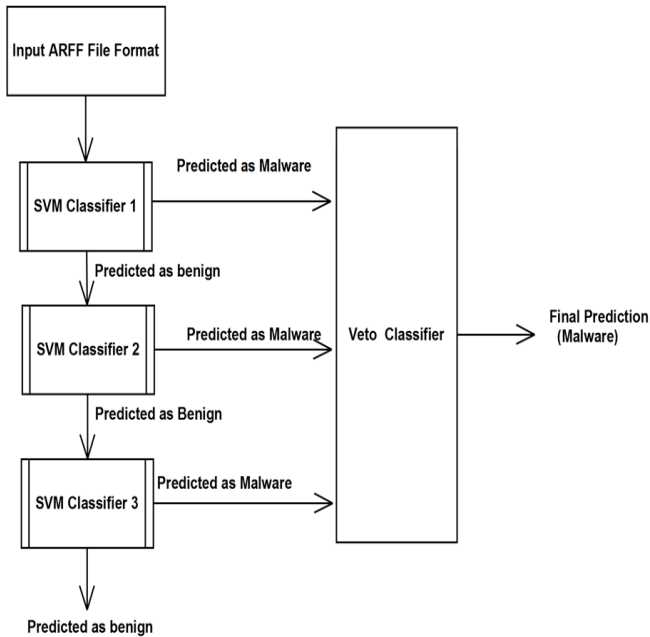 Input ARFF File Format
Predicted as Malware
SVM Classifier 1
Predicted as benign
Predicted as Malware
SVM Classifier 2
Veto Classifier
Final Prediction
(Malware)
Predicted as Benign
Predicted as Malware
SVM Classifier 3
Predicted as benign